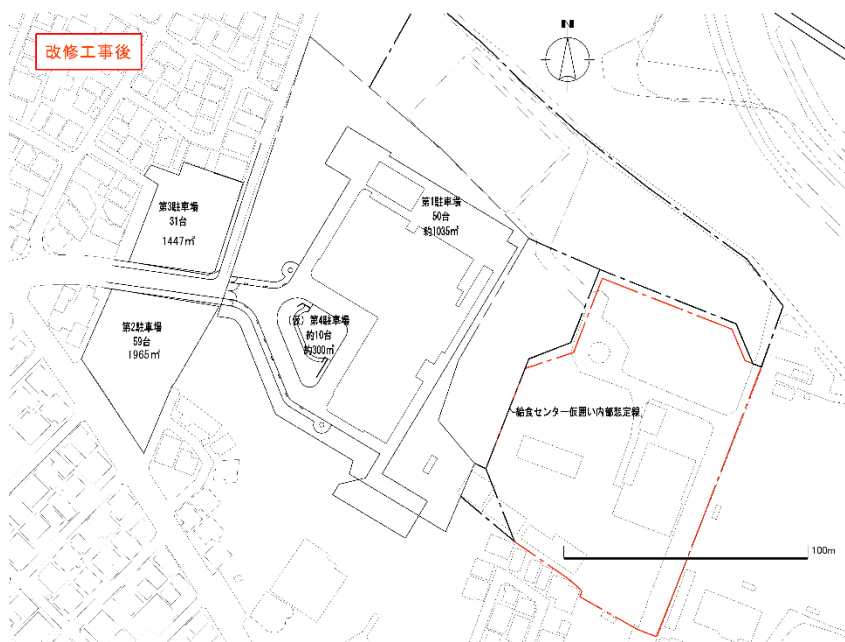 改修工事後
N
第3駐車場
31台
1447㎡
第1駐車場
50台
約1035㎡
第2駐車場
59台
1965㎡
(仮)第4駐車場
約10台
約300㎡
給食センター仮囲い内部想定線
100m